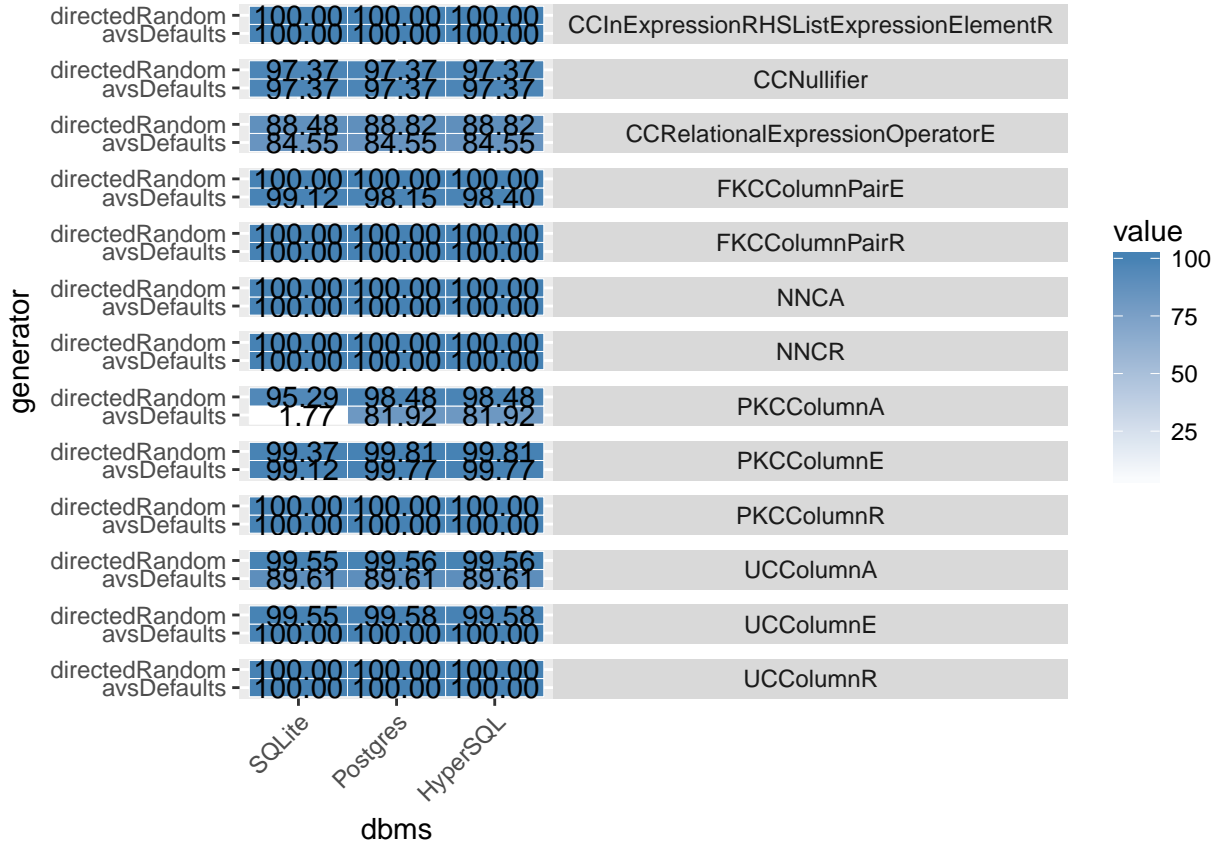 directedRandom 100.00 100.00 100.00 CCInExpressionRHSListExpressionElementR
avsDefaults 100.00 100.00 100.00
directedRandom 97.37 97.37 97.37 CCNullifier
avsDefaults 97.37 97.37 97.37
directedRandom 88.48 88.82 88.82 CCRelationalExpressionOperatorE
avsDefaults 84.55 84.55 84.55
directedRandom 100.00 100.00 100.00 FKCColumnPairE
avsDefaults 99.12 98.15 98.40
directedRandom 100.00 100.00 100.00 FKCColumnPairR
avsDefaults 100.00 100.00 100.00
directedRandom 100.00 100.00 100.00 NNCA
avsDefaults 100.00 100.00 100.00
directedRandom 100.00 100.00 100.00 NNCR
avsDefaults 100.00 100.00 100.00
directedRandom 95.29 98.48 98.48 PKCColumnA
avsDefaults 1.77 81.92 81.92
directedRandom 99.37 99.81 99.81 PKCColumnE
avsDefaults 99.12 99.77 99.77
directedRandom 100.00 100.00 100.00 PKCColumnR
avsDefaults 100.00 100.00 100.00
directedRandom 99.55 99.56 99.56 UCColumnA
avsDefaults 89.61 89.61 89.61
directedRandom 99.55 99.58 99.58 UCColumnE
avsDefaults 100.00 100.00 100.00
directedRandom 100.00 100.00 100.00 UCColumnR
avsDefaults 100.00 100.00 100.00
SQLite Postgres HyperSQL
dbms
generator
value
100
75
50
25